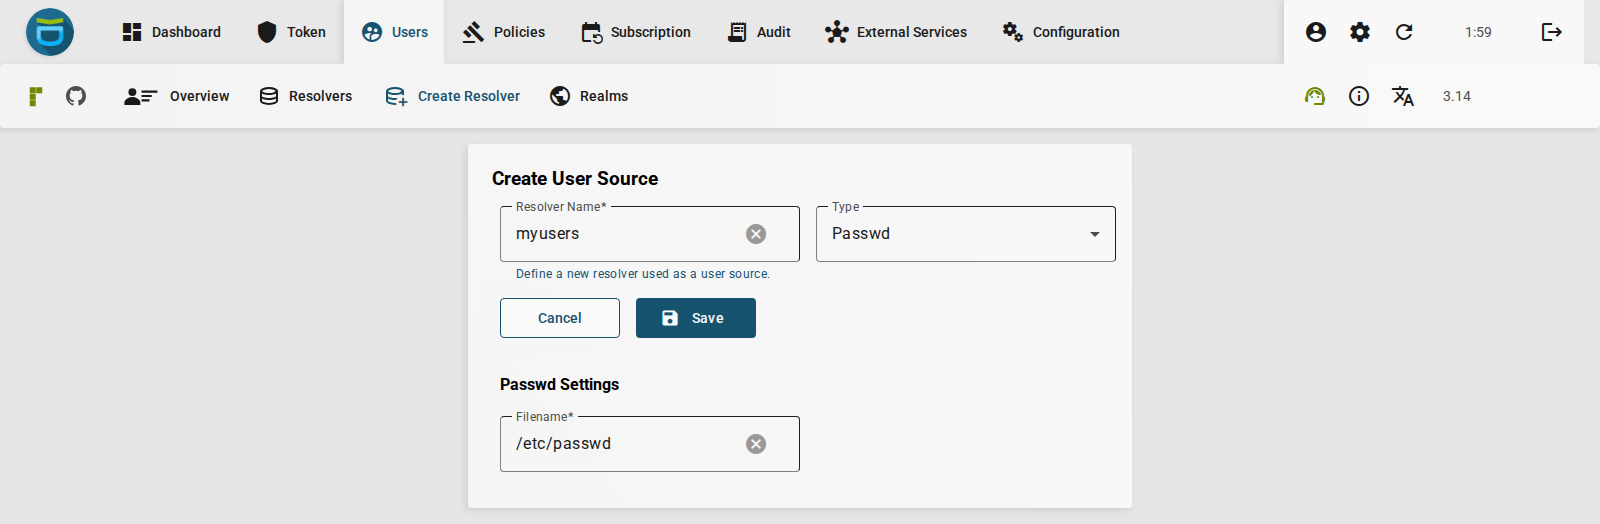 Dashboard Token Users Policies Subscription Audit External Services Configuration 1:59
Overview Resolvers Create Resolver Realms 3.14
Create User Source
Resolver Name* Type
myusers Passwd
Define a new resolver used as a user source.
Cancel Save
Passwd Settings
Filename*
/etc/passwd